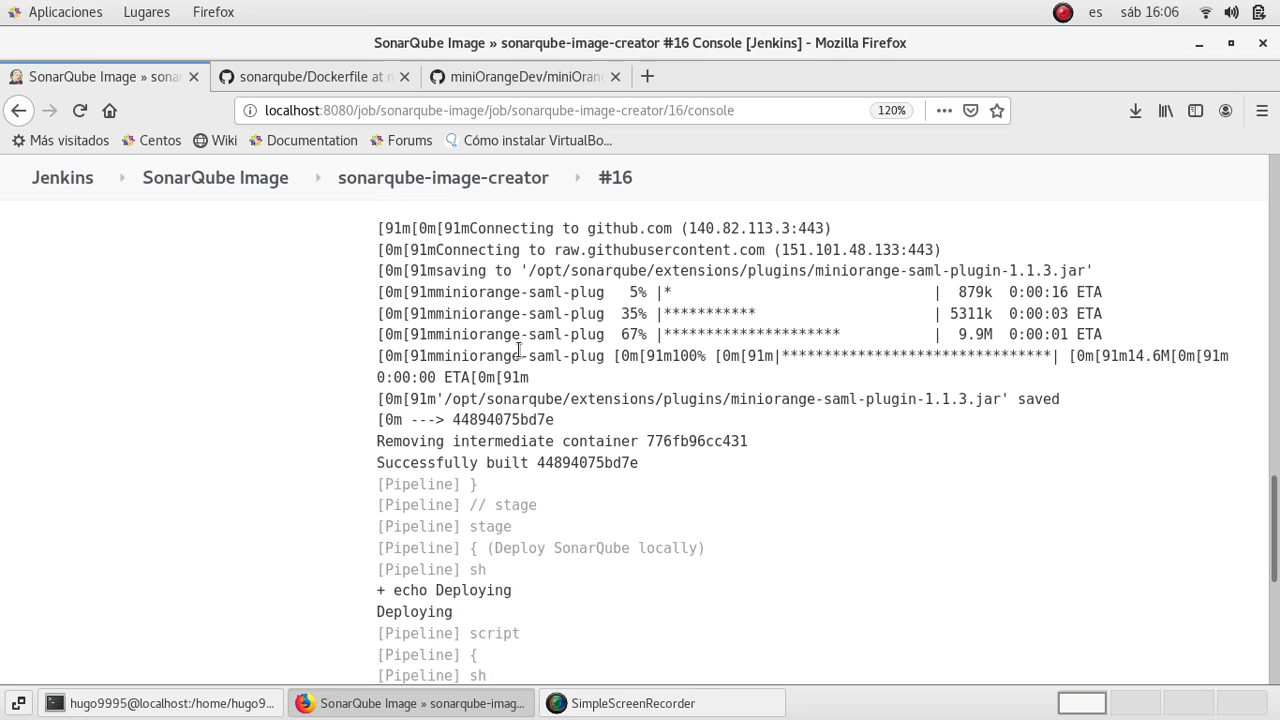 Aplicaciones Lugares Firefox es sáb 16:06
SonarQube Image » sonarqube-image-creator #16 Console [Jenkins] - Mozilla Firefox
SonarQube Image » sona sonarqube/Dockerfile at n miniOrangeDev/miniOran
localhost:8080/job/sonarqube-image/job/sonarqube-image-creator/16/console 120%
Más visitados Centos Wiki Documentation Forums Cómo instalar VirtualBo...
Jenkins SonarQube Image sonarqube-image-creator #16
[91m[0m[91mConnecting to github.com (140.82.113.3:443)
[0m[91mConnecting to raw.githubusercontent.com (151.101.48.133:443)
[0m[91msaving to '/opt/sonarqube/extensions/plugins/miniorange-saml-plugin-1.1.3.jar'
[0m[91mminiorange-saml-plug   5% |*                                | 879k  0:00:16 ETA
[0m[91mminiorange-saml-plug  35% |***********                      | 5311k  0:00:03 ETA
[0m[91mminiorange-saml-plug  67% |*********************            |  9.9M  0:00:01 ETA
[0m[91mminiorange-saml-plug [0m[91m100% [0m[91m|********************************| [0m[91m14.6M[0m[91m
0:00:00 ETA[0m[91m
[0m[91m'/opt/sonarqube/extensions/plugins/miniorange-saml-plugin-1.1.3.jar' saved
[0m ---> 44894075bd7e
Removing intermediate container 776fb96cc431
Successfully built 44894075bd7e
[Pipeline] }
[Pipeline] // stage
[Pipeline] stage
[Pipeline] { (Deploy SonarQube locally)
[Pipeline] sh
+ echo Deploying
Deploying
[Pipeline] script
[Pipeline] {
[Pipeline] sh
hugo9995@localhost:/home/hugo9... SonarQube Image » sonarqube-imag... SimpleScreenRecorder